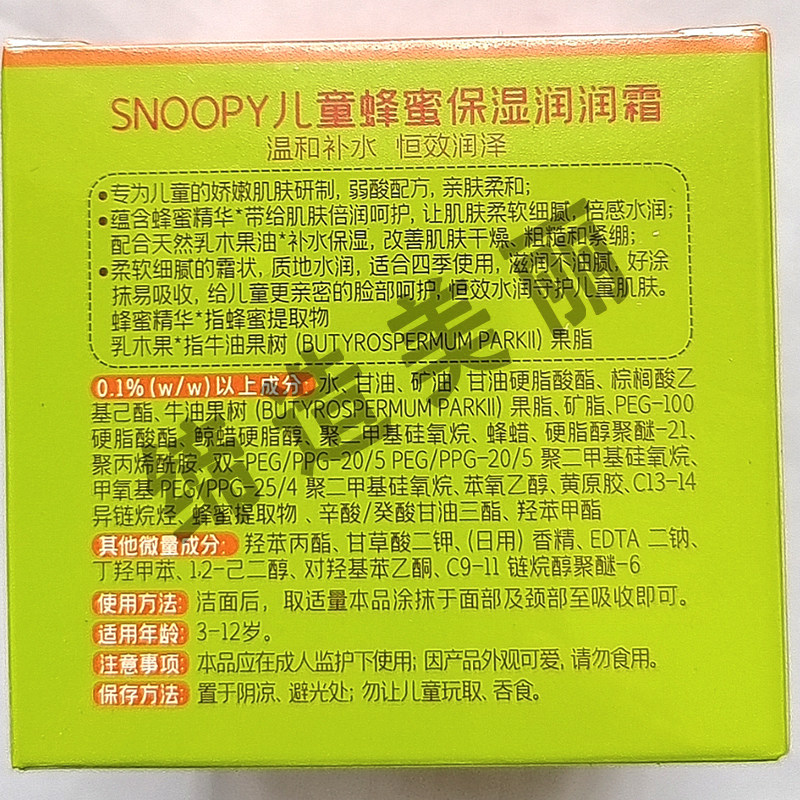 SNOOPY儿童蜂蜜保湿润润霜
温和补水 恒效润泽
•专为儿童的娇嫩肌肤研制, 弱酸配方, 亲肤柔和;
•蕴含蜂蜜精华*带给肌肤倍润呵护, 让肌肤柔软细腻, 倍感水润;
配合天然乳木果油*补水保湿, 改善肌肤干燥、粗糙和紧绷;
•柔软细腻的霜状, 质地水润, 适合四季使用, 滋润不油腻, 好涂
抹易吸收, 给儿童更亲密的脸部呵护, 恒效水润守护儿童肌肤。
蜂蜜精华*指蜂蜜提取物
乳木果*指牛油果树 (BUTYROSPERMUM PARKII) 果脂
0.1%(w/w)以上成分: 水、甘油、矿油、甘油硬脂酸酯、棕榈酸乙
基己酯、牛油果树 (BUTYROSPERMUM PARKII) 果脂、矿脂、PEG-100
硬脂酸酯、鲸蜡硬脂醇、聚二甲基硅氧烷、蜂蜡、硬脂醇聚醚-21、
聚丙烯酰胺、双-PEG/PPG-20/5 PEG/PPG-20/5 聚二甲基硅氧烷、
甲氧基 PEG/PPG-25/4 聚二甲基硅氧烷、苯氧乙醇、黄原胶、C13-14
异链烷烃、蜂蜜提取物 、辛酸/癸酸甘油三酯、羟苯甲酯
其他微量成分: 羟苯丙酯、甘草酸二钾、(日用) 香精、EDTA 二钠、
丁羟甲苯、1,2-己二醇、对羟基苯乙酮、C9-11 链烷醇聚醚-6
使用方法: 洁面后, 取适量本品涂抹于面部及颈部至吸收即可。
适用年龄: 3-12岁。
注意事项: 本品应在成人监护下使用; 因产品外观可爱, 请勿食用。
保存方法: 置于阴凉、避光处; 勿让儿童玩取、吞食。
缔造美丽